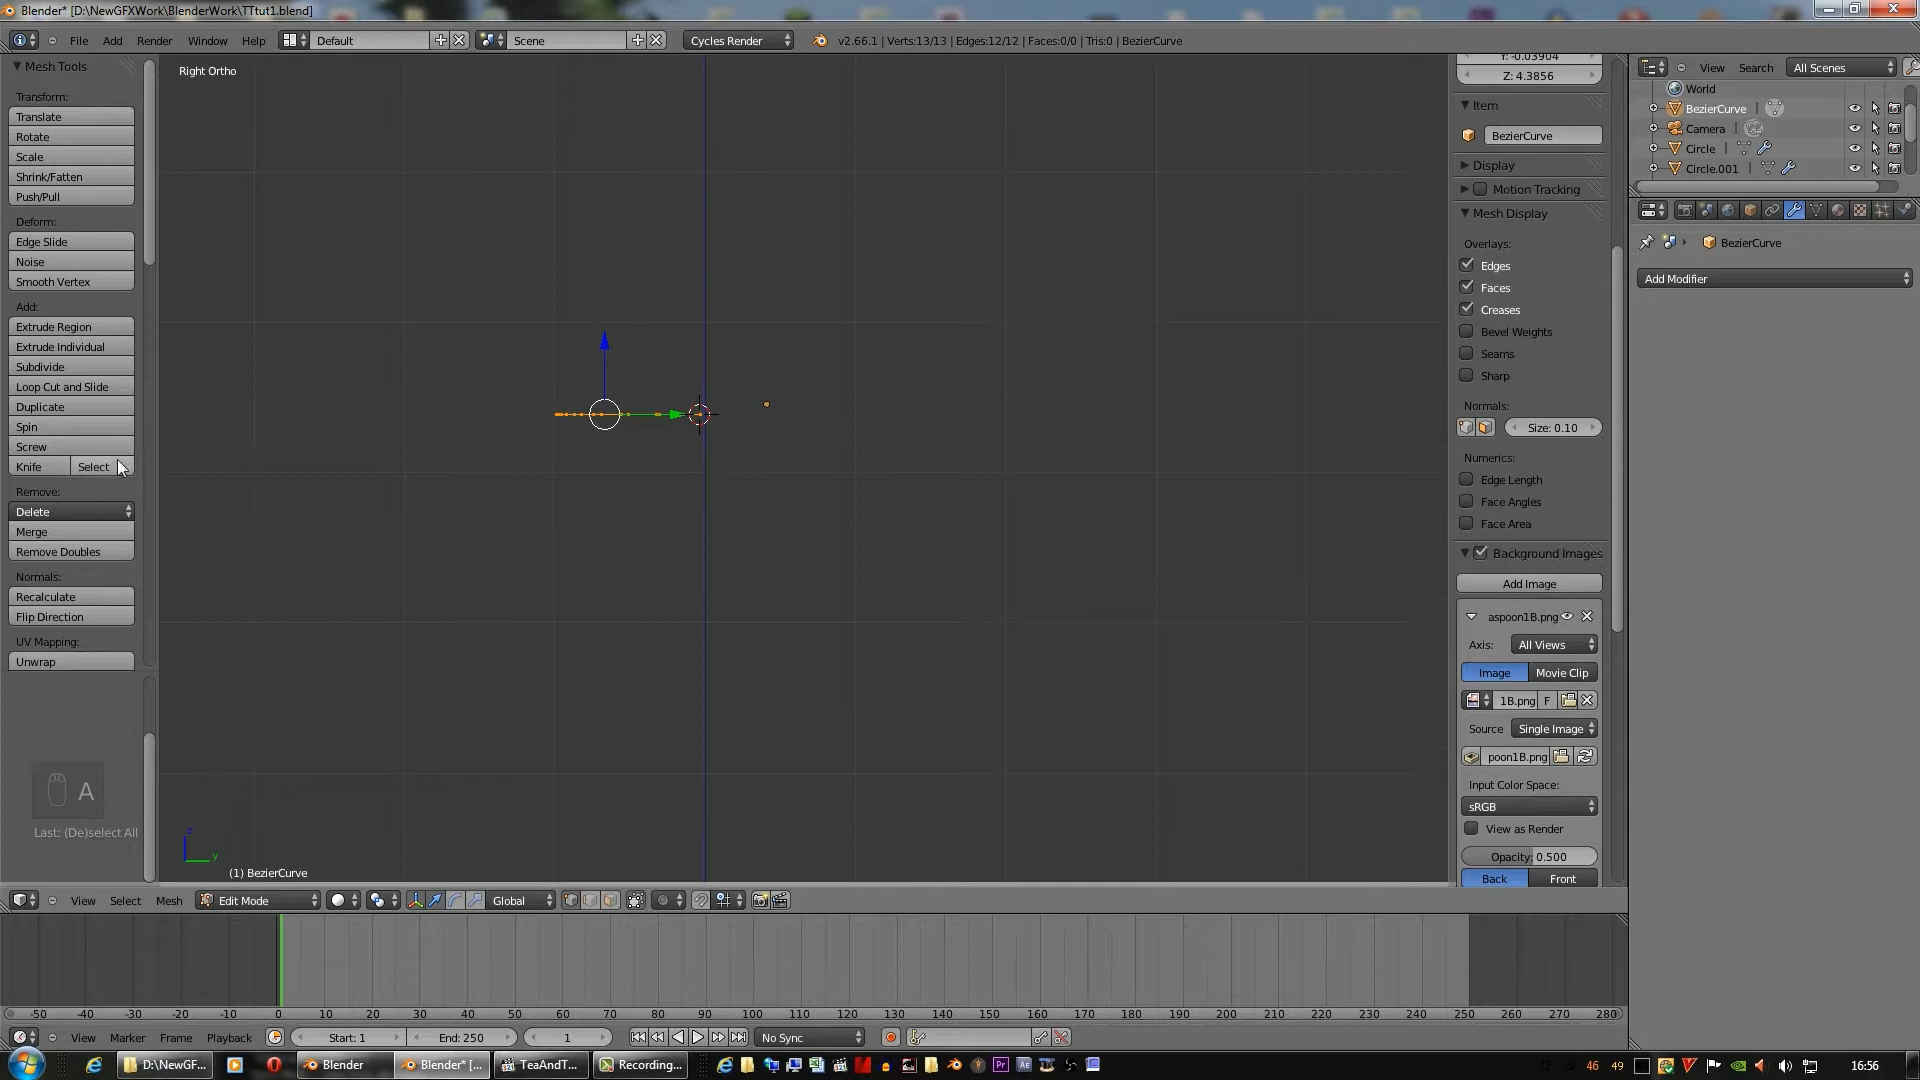 Blender* [D:\NewGFXWork\BlenderWork\TTtut1.blend]
File Add Render Window Help Default Scene Cycles Render v2.66.1 | Verts:13/13 | Edges:12/12 | Faces:0/0 | Tris:0 | BezierCurve
Mesh Tools
Transform:
Translate
Rotate
Scale
Shrink/Fatten
Push/Pull
Deform:
Edge Slide
Noise
Smooth Vertex
Add:
Extrude Region
Extrude Individual
Subdivide
Loop Cut and Slide
Duplicate
Spin
Screw
Knife Select
Remove:
Delete
Merge
Remove Doubles
Normals:
Recalculate
Flip Direction
UV Mapping:
Unwrap
A
Last: (De)select All
Right Ortho
z
y
(1) BezierCurve
Y: -0.03904
Z: 4.3856
Item
BezierCurve
Display
Motion Tracking
Mesh Display
Overlays:
Edges
Faces
Creases
Bevel Weights
Seams
Sharp
Normals:
Size: 0.10
Numerics:
Edge Length
Face Angles
Face Area
Background Images
Add Image
aspoon1B.png
Axis: All Views
Image Movie Clip
1B.png F
Source Single Image
poon1B.png
Input Color Space:
sRGB
View as Render
Opacity: 0.500
Back Front
View Search All Scenes
World
BezierCurve
Camera
Circle
Circle.001
BezierCurve
Add Modifier
View Select Mesh Edit Mode Global
-50 -40 -30 -20 -10 0 10 20 30 40 50 60 70 80 90 100 110 120 130 140 150 160 170 180 190 200 210 220 230 240 250 260 270 280
View Marker Frame Playback Start: 1 End: 250 1 No Sync
D:\NewGF... Blender Blender* [... TeaAndT... Recording... Pr Ae 46 49 16:56